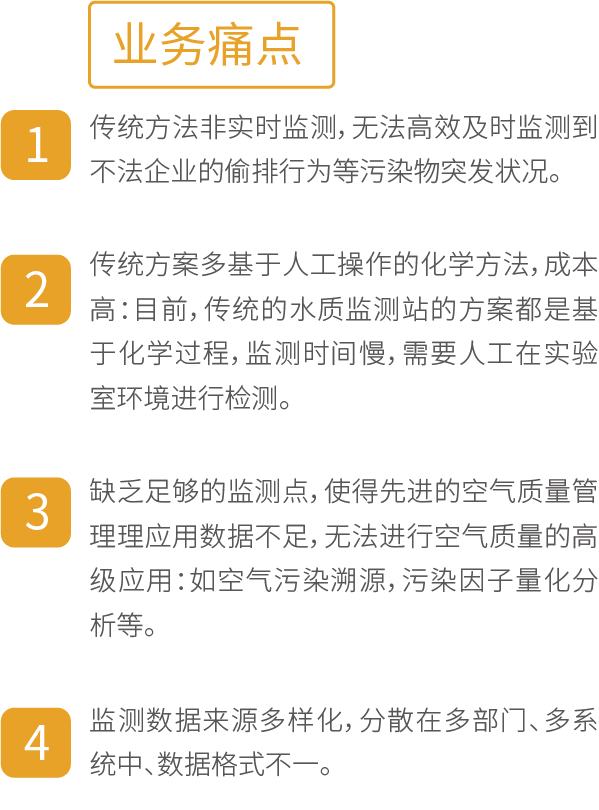 业务痛点
1
传统方法非实时监测，无法高效及时监测到
不法企业的偷排行为等污染物突发状况。
2
传统方案多基于人工操作的化学方法，成本
高：目前，传统的水质监测站的方案都是基
于化学过程，监测时间慢，需要人工在实验
室环境进行检测。
3
缺乏足够的监测点，使得先进的空气质量管
理理应用数据不足，无法进行空气质量的高
级应用：如空气污染溯源，污染因子量化分
析等。
4
监测数据来源多样化，分散在多部门、多系
统中、数据格式不一。